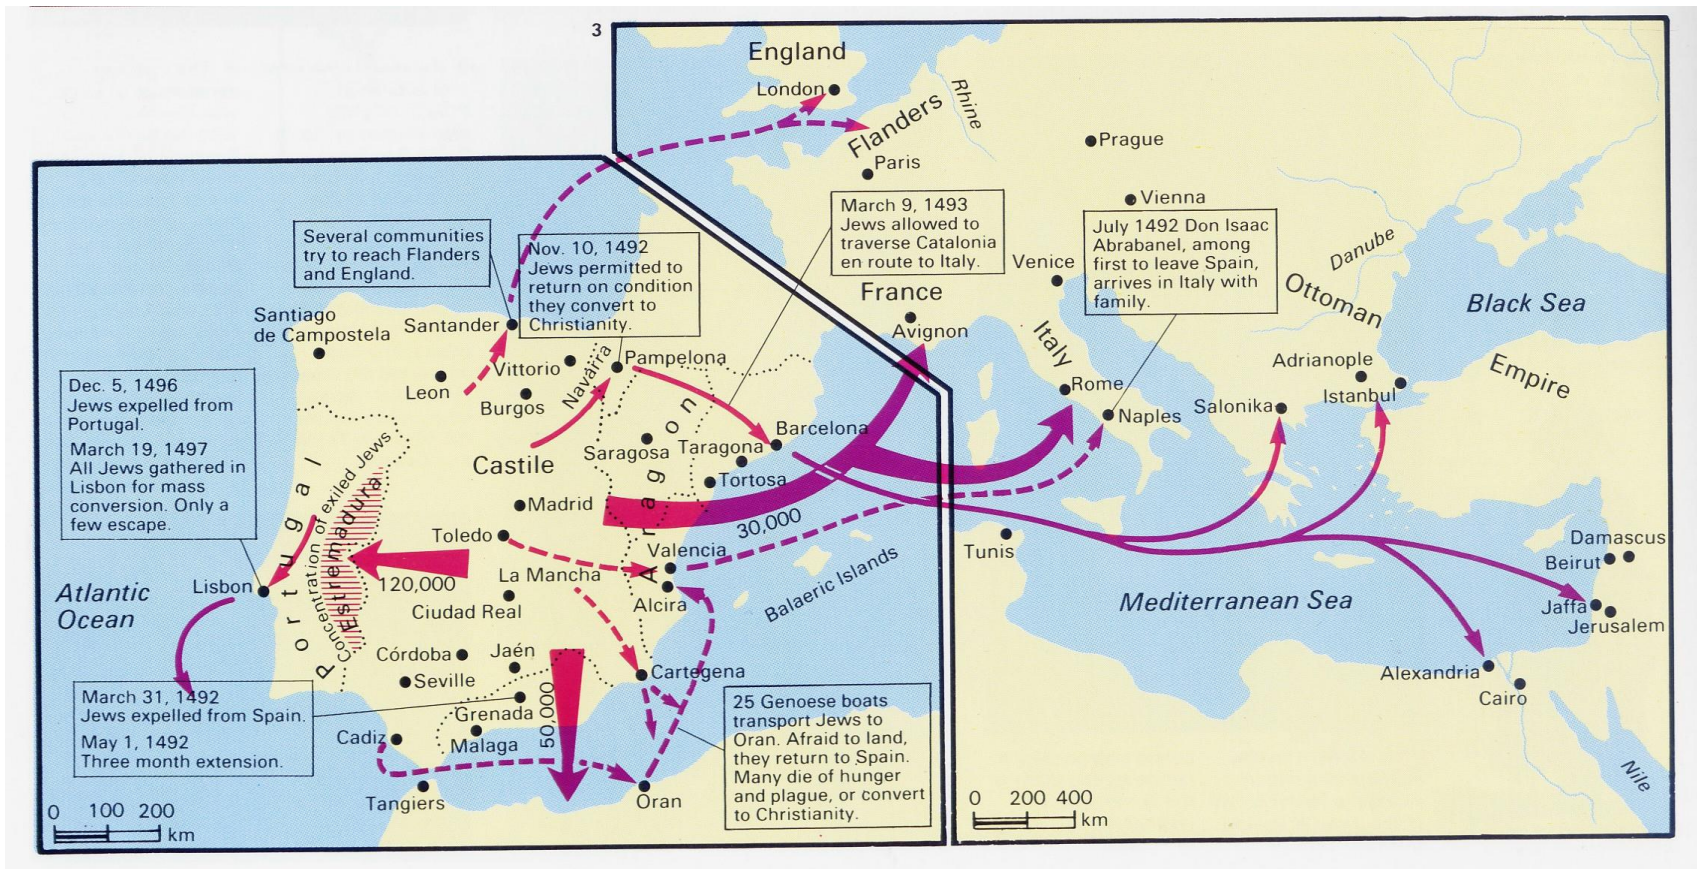 3
England
London
Flanders
Rhine
Paris
Prague
Vienna
March 9, 1493
Jews allowed to
traverse Catalonia
en route to Italy.
July 1492 Don Isaac
Abrabanel, among
first to leave Spain,
arrives in Italy with
family.
Several communities
try to reach Flanders
and England.
Nov. 10, 1492
Jews permitted to
return on condition
they convert to
Christianity.
Venice
Danube
France
Avignon
Italy
Ottoman
Empire
Black Sea
Santiago
de Campostela
Santander
Vittorio
Navarra
Pampelona
Leon
Burgos
Rome
Naples
Salonika
Adrianople
Istanbul
Dec. 5, 1496
Jews expelled from
Portugal.
March 19, 1497
All Jews gathered in
Lisbon for mass
conversion. Only a
few escape.
Barcelona
Saragosa
Taragona
Tortosa
Castile
Aragon
Portugal
Concentration of exiled Jews
Estremadura
Madrid
Toledo
30,000
Valencia
120,000
La Mancha
Ciudad Real
Alcira
Balaeric Islands
Tunis
Mediterranean Sea
Damascus
Beirut
Jaffa
Jerusalem
Atlantic
Ocean
Lisbon
Córdoba
Jaén
Seville
Cartegena
Alexandria
Cairo
Nile
March 31, 1492
Jews expelled from Spain.
May 1, 1492
Three month extension.
Grenada
Malaga
Cadiz
50,000
25 Genoese boats
transport Jews to
Oran. Afraid to land,
they return to Spain.
Many die of hunger
and plague, or convert
to Christianity.
Tangiers
Oran
0 100 200
km
0 200 400
km